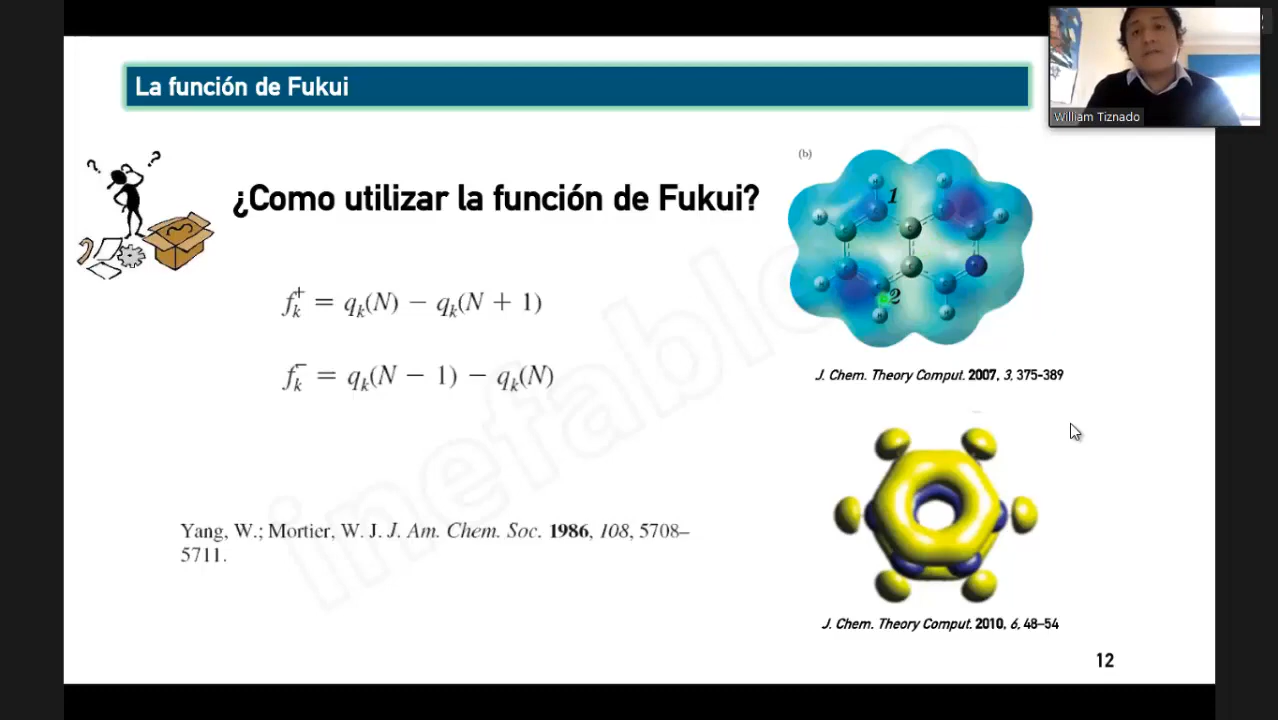 La función de Fukui
William Tiznado
¿Como utilizar la función de Fukui?
f_k^+ = q_k(N) − q_k(N + 1)
f_k^- = q_k(N − 1) − q_k(N)
Yang, W.; Mortier, W. J. J. Am. Chem. Soc. 1986, 108, 5708–
5711.
(b)
1
2
H
H
H
H
H
H
H
C
C
J. Chem. Theory Comput. 2007, 3, 375-389
J. Chem. Theory Comput. 2010, 6, 48–54
12